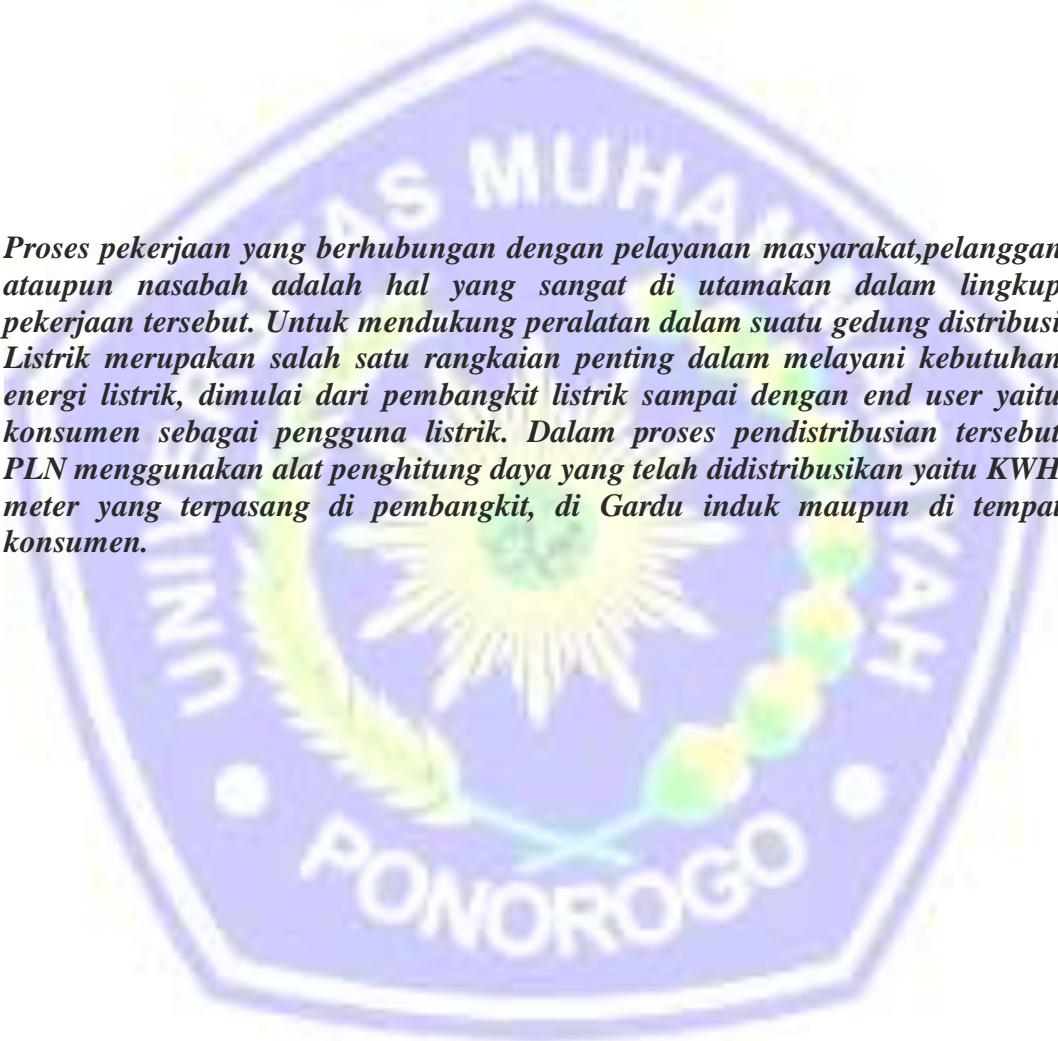 UNIVERSITAS MUHAMMADIYAH
Proses pekerjaan yang berhubungan dengan pelayanan masyarakat,pelanggan
ataupun nasabah adalah hal yang sangat di utamakan dalam lingkup
pekerjaan tersebut. Untuk mendukung peralatan dalam suatu gedung distribusi
Listrik merupakan salah satu rangkaian penting dalam melayani kebutuhan
energi listrik, dimulai dari pembangkit listrik sampai dengan end user yaitu
konsumen sebagai pengguna listrik. Dalam proses pendistribusian tersebut
PLN menggunakan alat penghitung daya yang telah didistribusikan yaitu KWH
meter yang terpasang di pembangkit, di Gardu induk maupun di tempat
konsumen.
PONOROGO